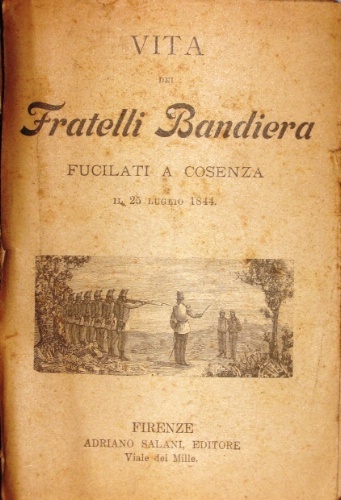 VITA
DEI
Fratelli Bandiera
FUCILATI A COSENZA
IL 25 LUGLIO 1844.
FIRENZE
ADRIANO SALANI, EDITORE
Viale dei Mille.